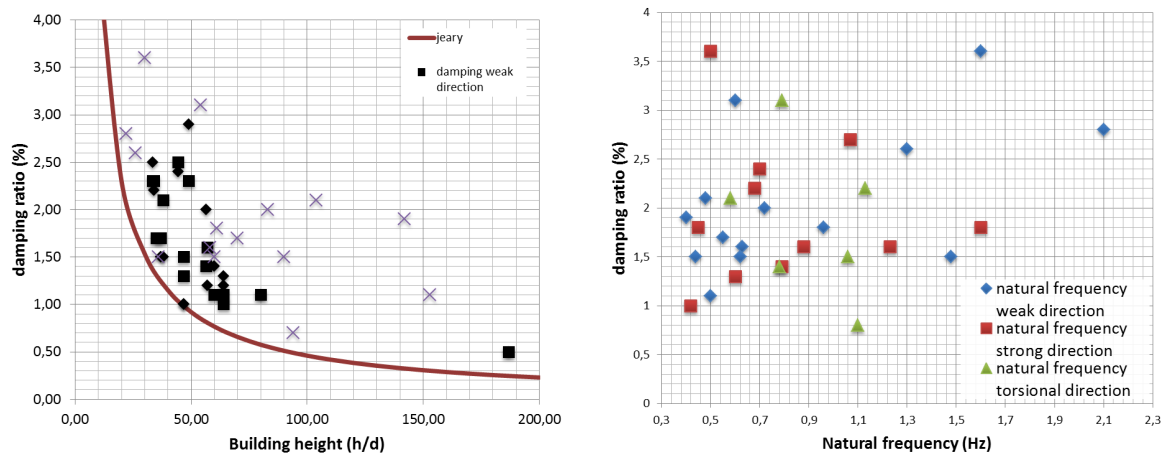 4,00
3,50
3,00
2,50
2,00
1,50
1,00
0,50
0,00
0,00
50,00
100,00
150,00
200,00
damping ratio (%)
Building height (h/d)
jeary
damping weak
direction
4
3,5
3
2,5
2
1,5
1
0,5
0
0,3
0,5
0,7
0,9
1,1
1,3
1,5
1,7
1,9
2,1
2,3
damping ratio (%)
Natural frequency (Hz)
natural frequency
weak direction
natural frequency
strong direction
natural frequency
torsional direction